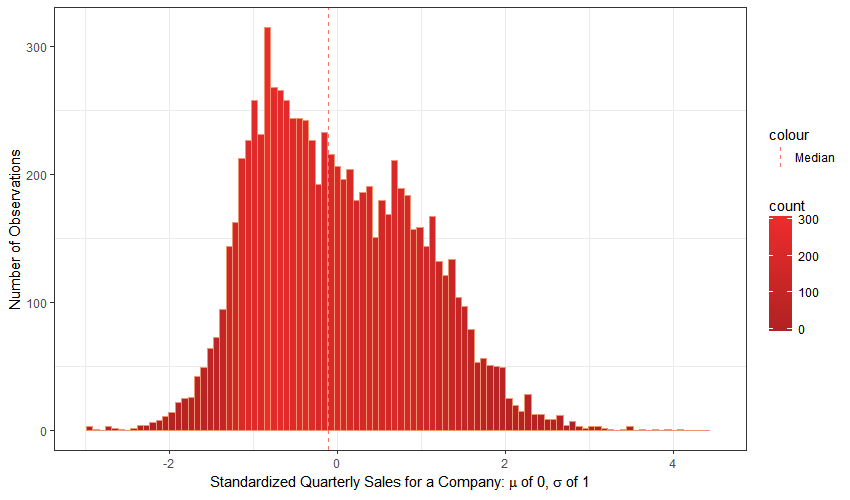 300
200
100
0
-2
0
2
4
Number of Observations
Standardized Quarterly Sales for a Company: μ of 0, σ of 1
colour
Median
count
300
200
100
0